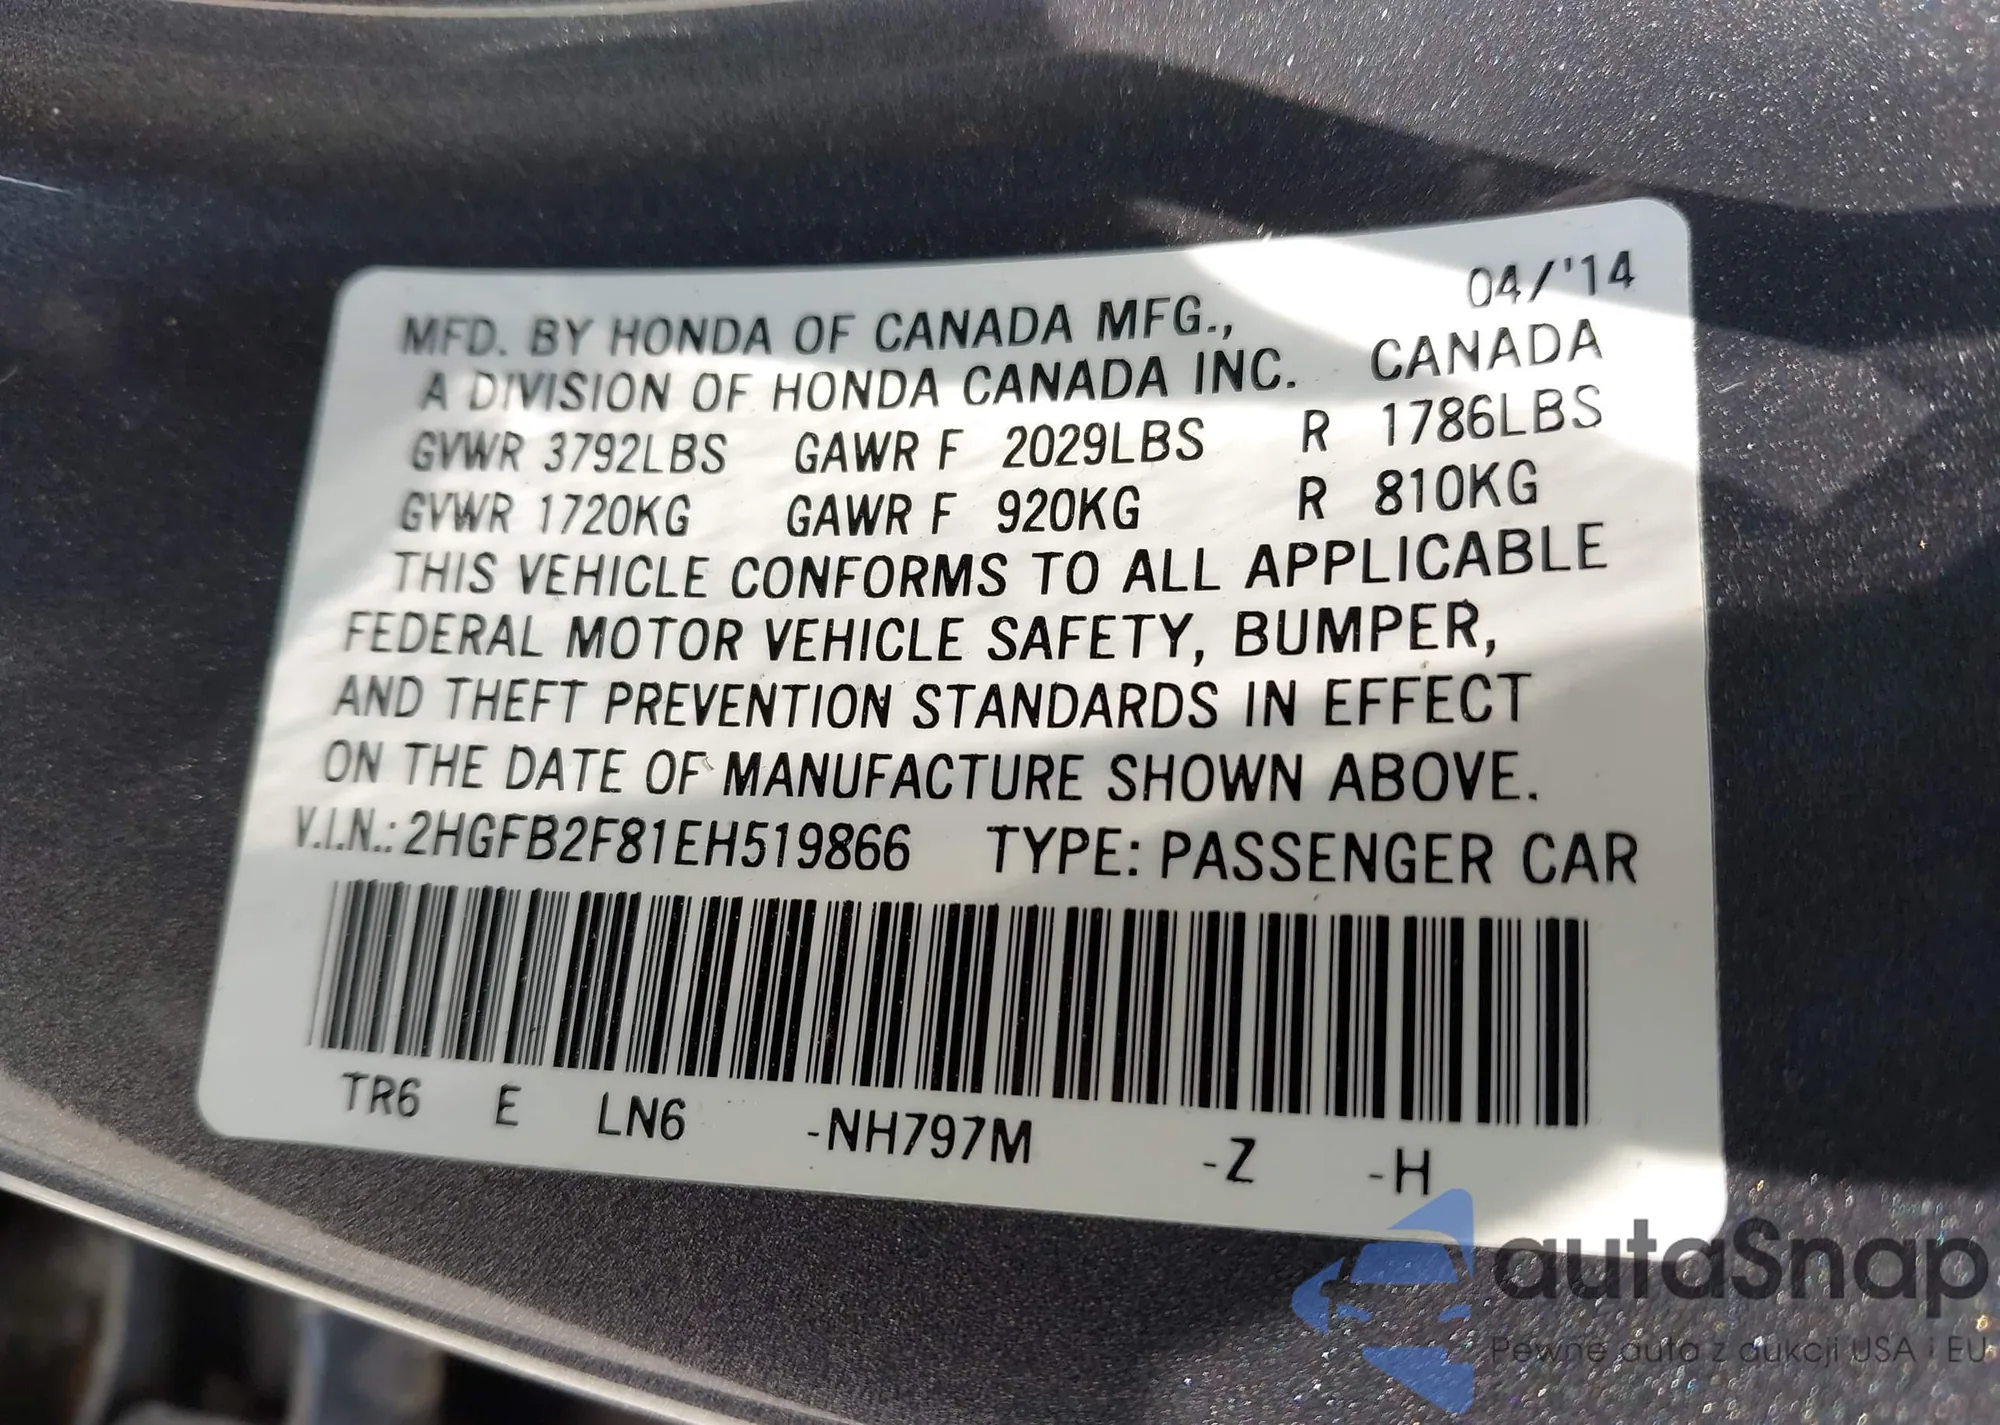 04/'14
MFD. BY HONDA OF CANADA MFG.,
A DIVISION OF HONDA CANADA INC. CANADA
GVWR 3792LBS GAWR F 2029LBS R 1786LBS
GVWR 1720KG GAWR F 920KG R 810KG
THIS VEHICLE CONFORMS TO ALL APPLICABLE
FEDERAL MOTOR VEHICLE SAFETY, BUMPER,
AND THEFT PREVENTION STANDARDS IN EFFECT
ON THE DATE OF MANUFACTURE SHOWN ABOVE.
V.I.N.: 2HGFB2F81EH519866 TYPE: PASSENGER CAR
TR6 E LN6 -NH797M -Z -H
autaSnap
Pewne auta z aukcji USA i EU